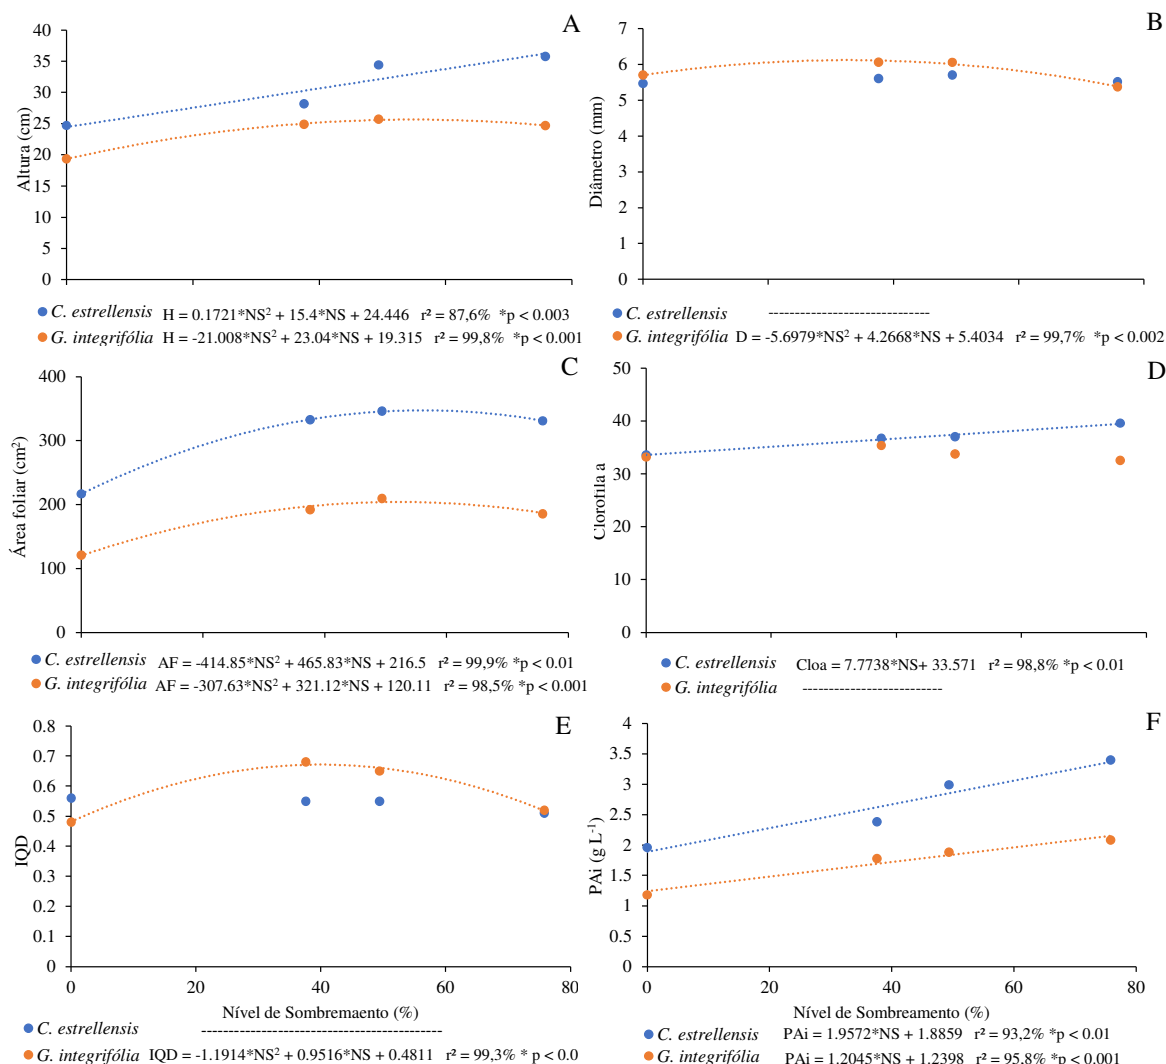 A
Altura (cm)
40
35
30
25
20
15
10
5
0
C. estrellensis H = 0.1721*NS² + 15.4*NS + 24.446 r² = 87,6% *p < 0.003
G. integrifólia H = -21.008*NS² + 23.04*NS + 19.315 r² = 99,8% *p < 0.001
B
Diâmetro (mm)
7
6
5
4
3
2
1
0
C. estrellensis ------------------------------
G. integrifólia D = -5.6979*NS² + 4.2668*NS + 5.4034 r² = 99,7% *p < 0.002
C
Área foliar (cm²)
400
300
200
100
0
C. estrellensis AF = -414.85*NS² + 465.83*NS + 216.5 r² = 99,9% *p < 0.01
G. integrifólia AF = -307.63*NS² + 321.12*NS + 120.11 r² = 98,5% *p < 0.001
D
Clorofila a
50
40
30
20
10
0
C. estrellensis Cloa = 7.7738*NS+ 33.571 r² = 98,8% *p < 0.01
G. integrifólia --------------------------
E
IQD
0.8
0.7
0.6
0.5
0.4
0.3
0.2
0.1
0
0 20 40 60 80
Nível de Sombremaento (%)
C. estrellensis --------------------------------------------
G. integrifólia IQD = -1.1914*NS² + 0.9516*NS + 0.4811 r² = 99,3% * p < 0.0
F
PAi (g L⁻¹)
4
3.5
3
2.5
2
1.5
1
0.5
0
0 20 40 60 80
Nível de Sombreamento (%)
C. estrellensis PAi = 1.9572*NS + 1.8859 r² = 93,2% *p < 0.01
G. integrifólia PAi = 1.2045*NS + 1.2398 r² = 95,8% *p < 0.001